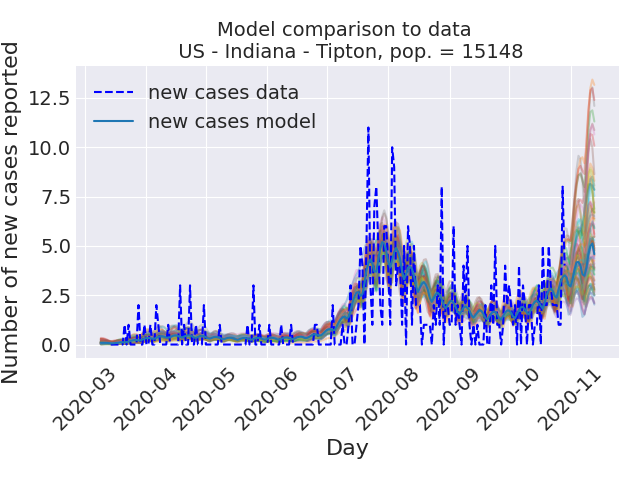 Model comparison to data
US - Indiana - Tipton, pop. = 15148
Number of new cases reported
12.5
10.0
7.5
5.0
2.5
0.0
new cases data
new cases model
2020-03
2020-04
2020-05
2020-06
2020-07
2020-08
2020-09
2020-10
2020-11
Day